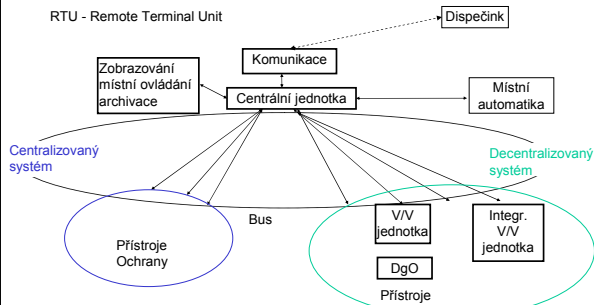 RTU - Remote Terminal Unit
Dispečink
Komunikace
Zobrazování
místní ovládání
archivace
Centrální jednotka
Místní
automatika
Centralizovaný
systém
Decentralizovaný
systém
Bus
V/V
jednotka
Integr.
V/V
jednotka
Přístroje
Ochrany
DgO
Přístroje